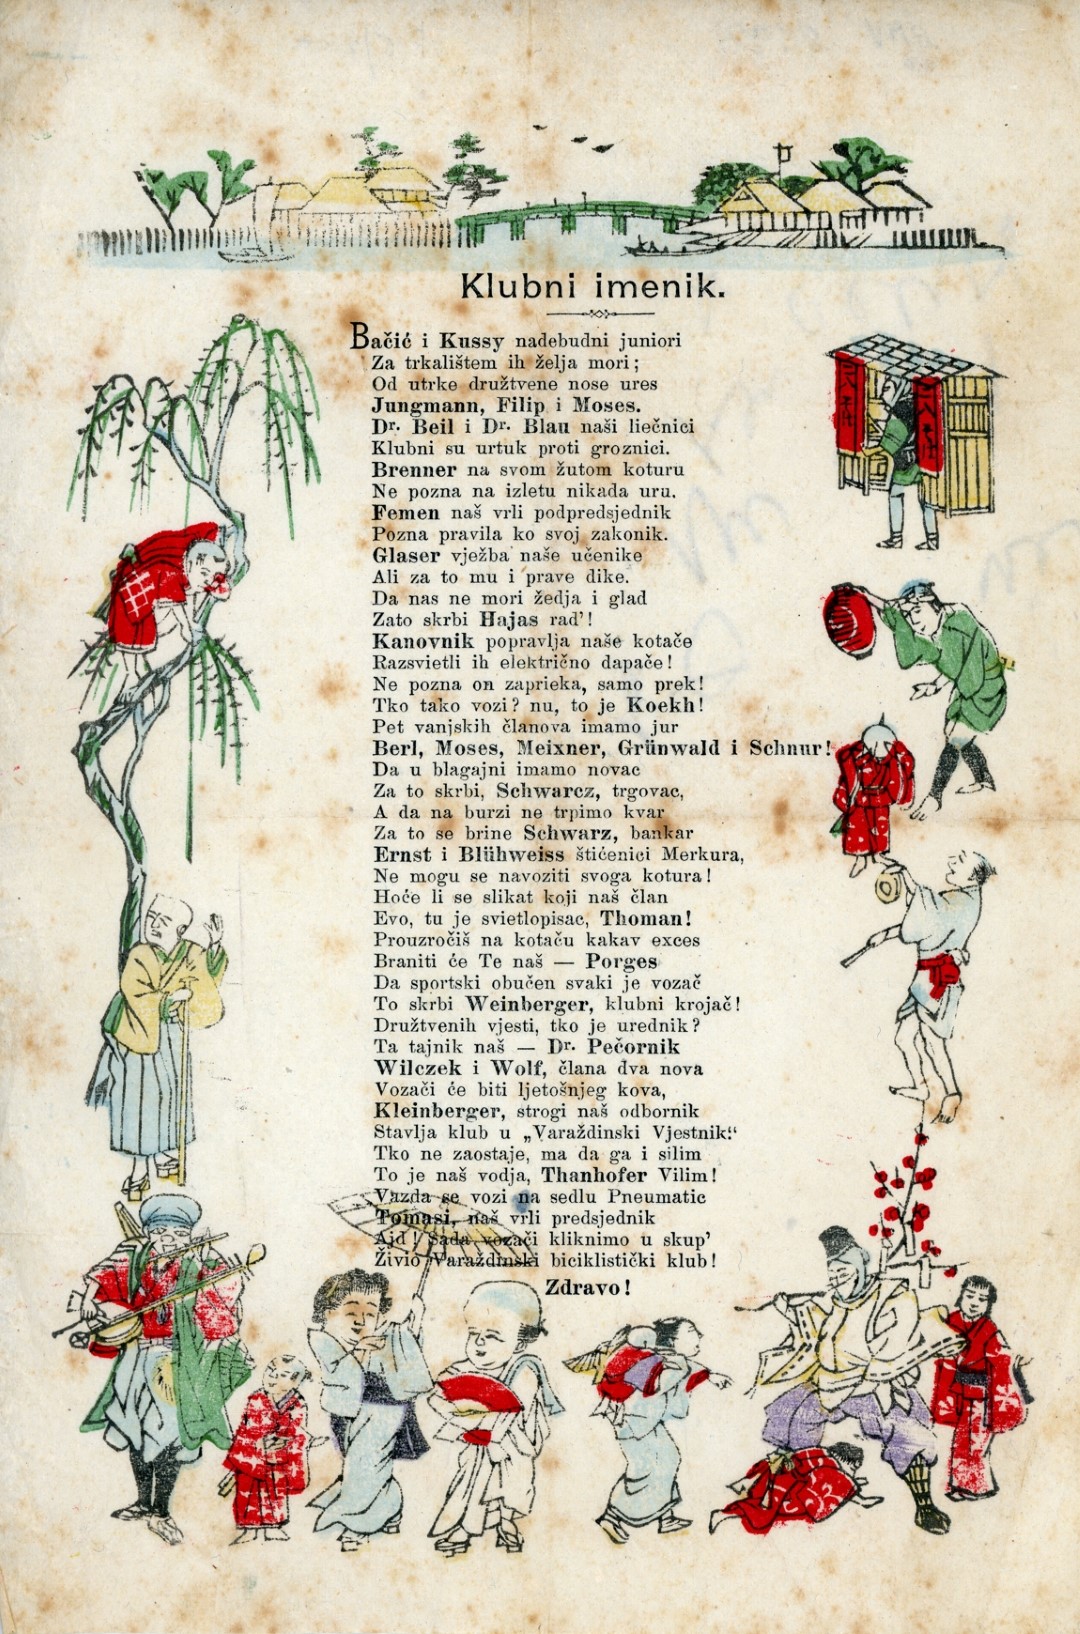 Klubni imenik.
Bačić i Kussy nadebudni juniori
Za trkalištem ih želja mori;
Od utrke družtvene nose ures
Jungmann, Filip i Moses.
Dr. Beil i Dr. Blau naši liečnici
Klubni su urtuk proti groznici.
Brenner na svom žutom koturu
Ne pozna na izletu nikada uru.
Femen naš vrli podpredsjednik
Pozna pravila ko svoj zakonik.
Glaser vježba naše učenike
Ali za to mu i prave dike.
Da nas ne mori žedja i glad
Zato skrbi Hajas rad'!
Kanovnik popravlja naše kotače
Razsvietli ih električno dapače!
Ne pozna on zaprieka, samo prek!
Tko tako vozi? nu, to je Koekh!
Pet vanjskih članova imamo jur
Berl, Moses, Meixner, Grünwald i Schnur!
Da u blagajni imamo novac
Za to skrbi, Schwarcz, trgovac,
A da na burzi ne trpimo kvar
Za to se brine Schwarz, bankar
Ernst i Blühweiss štićenici Merkura,
Ne mogu se navoziti svoga kotura!
Hoće li se slikat koji naš član
Evo, tu je svietlopisac, Thoman!
Prouzročiš na kotaču kakav exces
Braniti će Te naš — Porges
Da sportski obučen svaki je vozač
To skrbi Weinberger, klubni krojač!
Družtvenih vjesti, tko je urednik?
Ta tajnik naš — Dr. Pečornik
Wilczek i Wolf, člana dva nova
Vozači će biti ljetošnjeg kova,
Kleinberger, strogi naš odbornik
Stavlja klub u „Varaždinski Vjestnik!“
Tko ne zaostaje, ma da ga i silim
To je naš vodja, Thanhofer Vilim!
Vazda se vozi na sedlu Pneumatic
Tomasi, naš vrli predsjednik
Ajd! Sada vozači kliknimo u skup'
Živio Varaždinski biciklistički klub!
Zdravo!